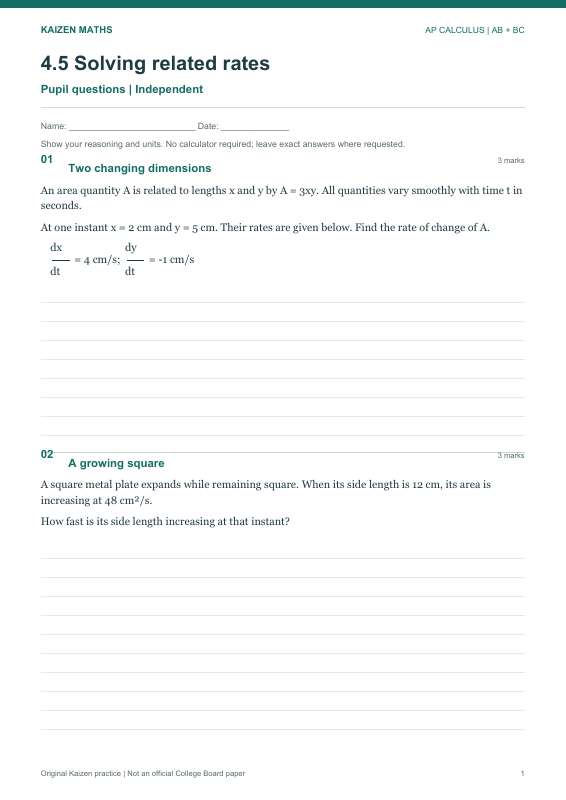 KAIZEN MATHS
AP CALCULUS | AB + BC
4.5 Solving related rates
Pupil questions | Independent
Name: __________________________ Date: ______________
Show your reasoning and units. No calculator required; leave exact answers where requested.
01
3 marks
Two changing dimensions
An area quantity A is related to lengths x and y by A = 3xy. All quantities vary smoothly with time t in
seconds.
At one instant x = 2 cm and y = 5 cm. Their rates are given below. Find the rate of change of A.
dx/dt = 4 cm/s; dy/dt = -1 cm/s
02
3 marks
A growing square
A square metal plate expands while remaining square. When its side length is 12 cm, its area is
increasing at 48 cm²/s.
How fast is its side length increasing at that instant?
Original Kaizen practice | Not an official College Board paper
1